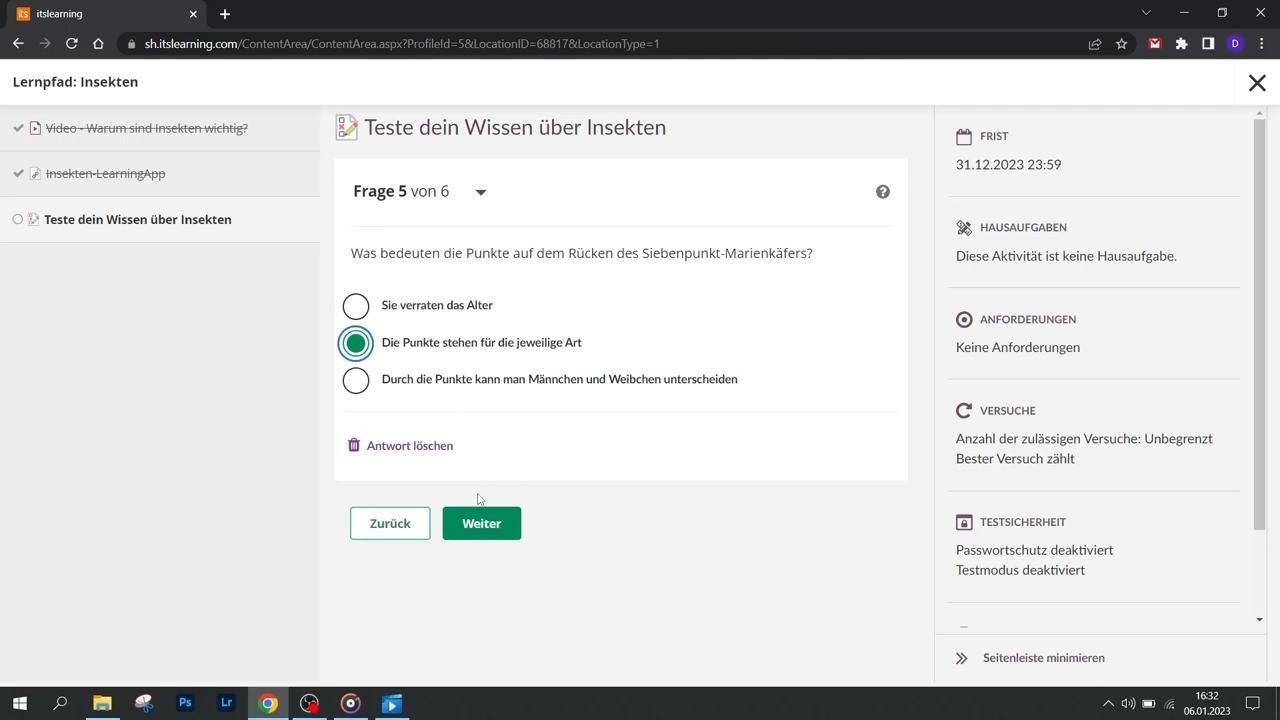 its
itslearning
sh.itslearning.com/ContentArea/ContentArea.aspx?ProfileId=5&LocationID=68817&LocationType=1
D
Lernpfad: Insekten
Video - Warum sind Insekten wichtig?
Insekten-LearningApp
Teste dein Wissen über Insekten
Teste dein Wissen über Insekten
Frage 5 von 6
?
Was bedeuten die Punkte auf dem Rücken des Siebenpunkt-Marienkäfers?
Sie verraten das Alter
Die Punkte stehen für die jeweilige Art
Durch die Punkte kann man Männchen und Weibchen unterscheiden
Antwort löschen
Zurück
Weiter
FRIST
31.12.2023 23:59
HAUSAUFGABEN
Diese Aktivität ist keine Hausaufgabe.
ANFORDERUNGEN
Keine Anforderungen
VERSUCHE
Anzahl der zulässigen Versuche: Unbegrenzt
Bester Versuch zählt
TESTSICHERHEIT
Passwortschutz deaktiviert
Testmodus deaktiviert
Seitenleiste minimieren
Ps
Lr
16:32
06.01.2023